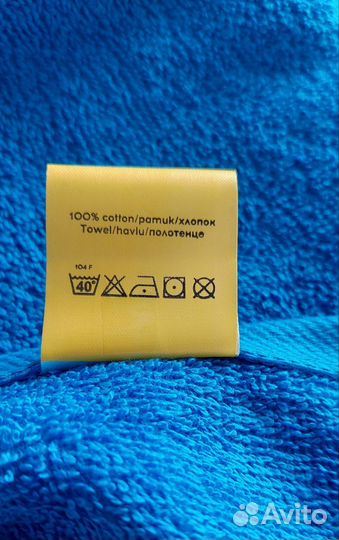 100% cotton/pamuk/хлопок
Towel/havlu/полотенце
104 F
40°
Avito